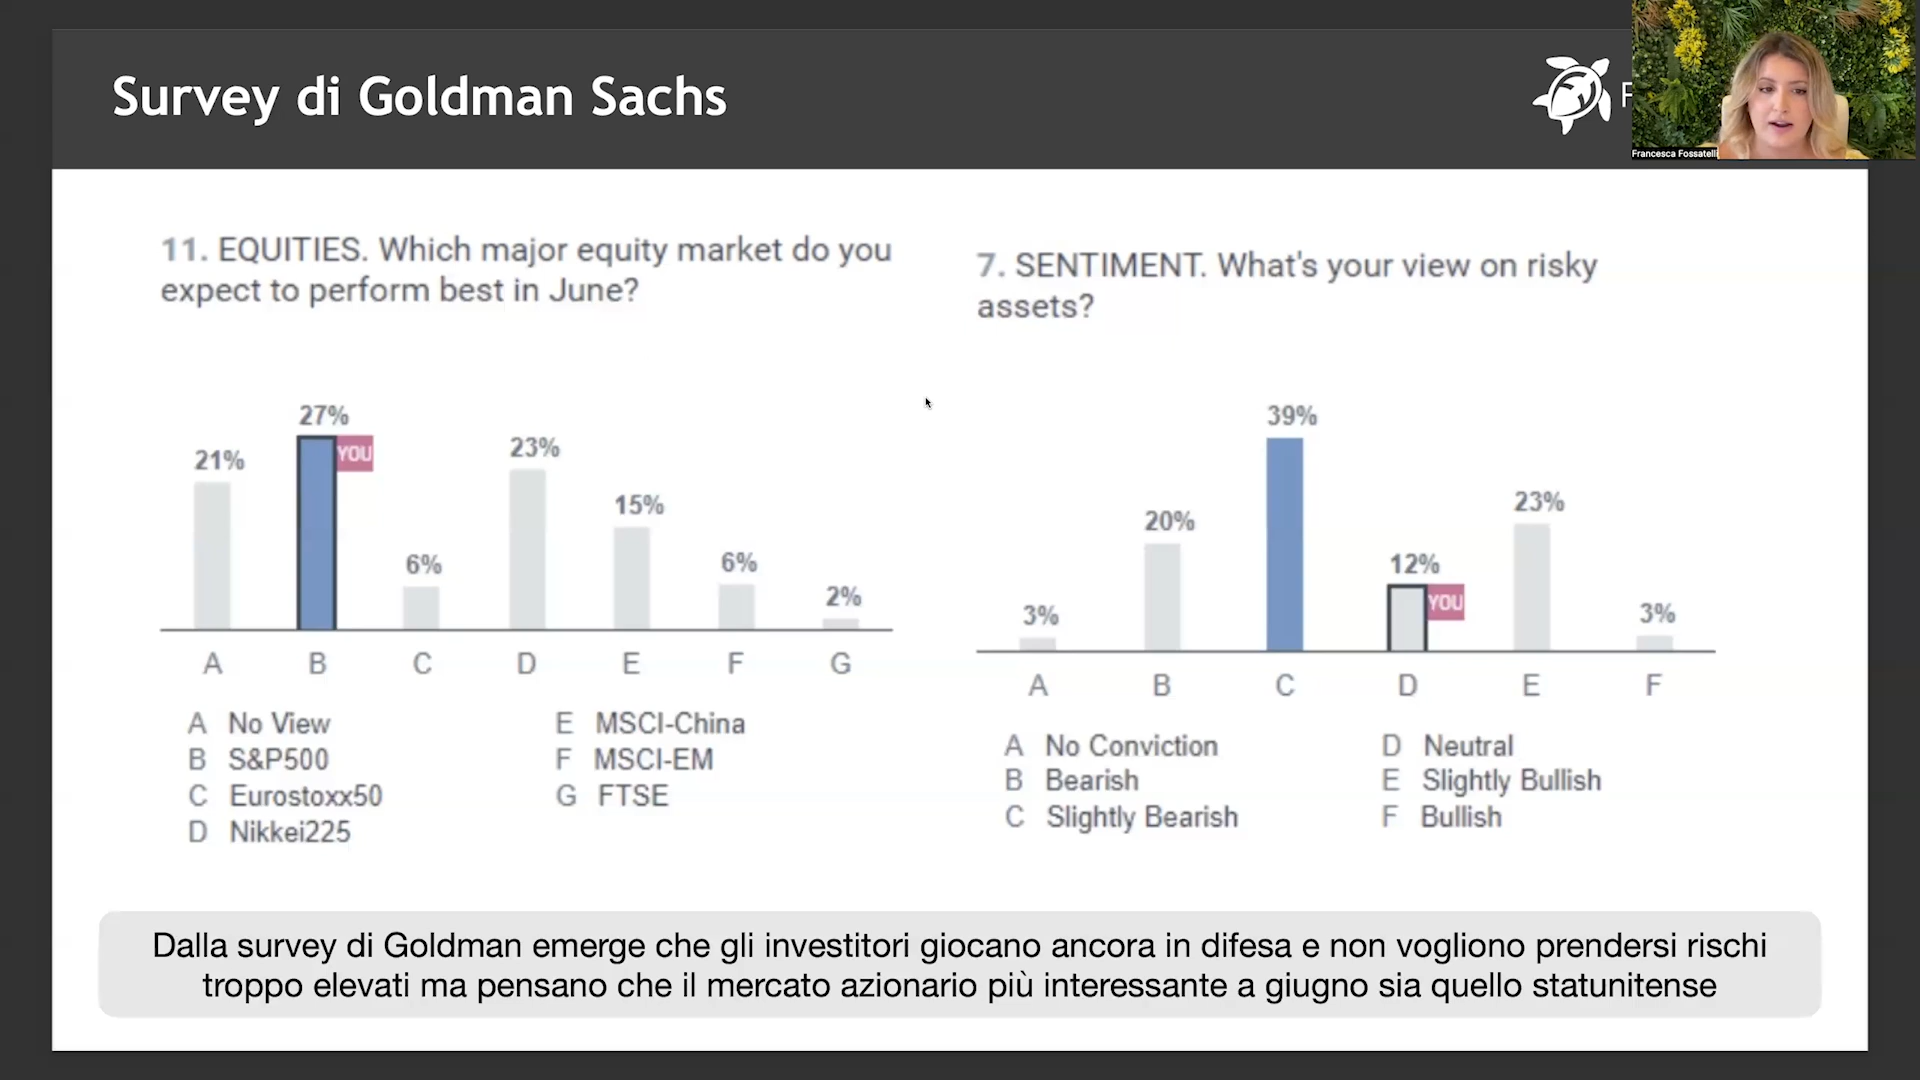 Survey di Goldman Sachs
F
Francesca Fossatelli
11. EQUITIES. Which major equity market do you
expect to perform best in June?
27%
YOU
21%
23%
15%
6%
6%
2%
A B C D E F G
A No View
B S&P500
C Eurostoxx50
D Nikkei225
E MSCI-China
F MSCI-EM
G FTSE
7. SENTIMENT. What's your view on risky
assets?
39%
20%
23%
12%
YOU
3%
3%
A B C D E F
A No Conviction
B Bearish
C Slightly Bearish
D Neutral
E Slightly Bullish
F Bullish
Dalla survey di Goldman emerge che gli investitori giocano ancora in difesa e non vogliono prendersi rischi
troppo elevati ma pensano che il mercato azionario più interessante a giugno sia quello statunitense